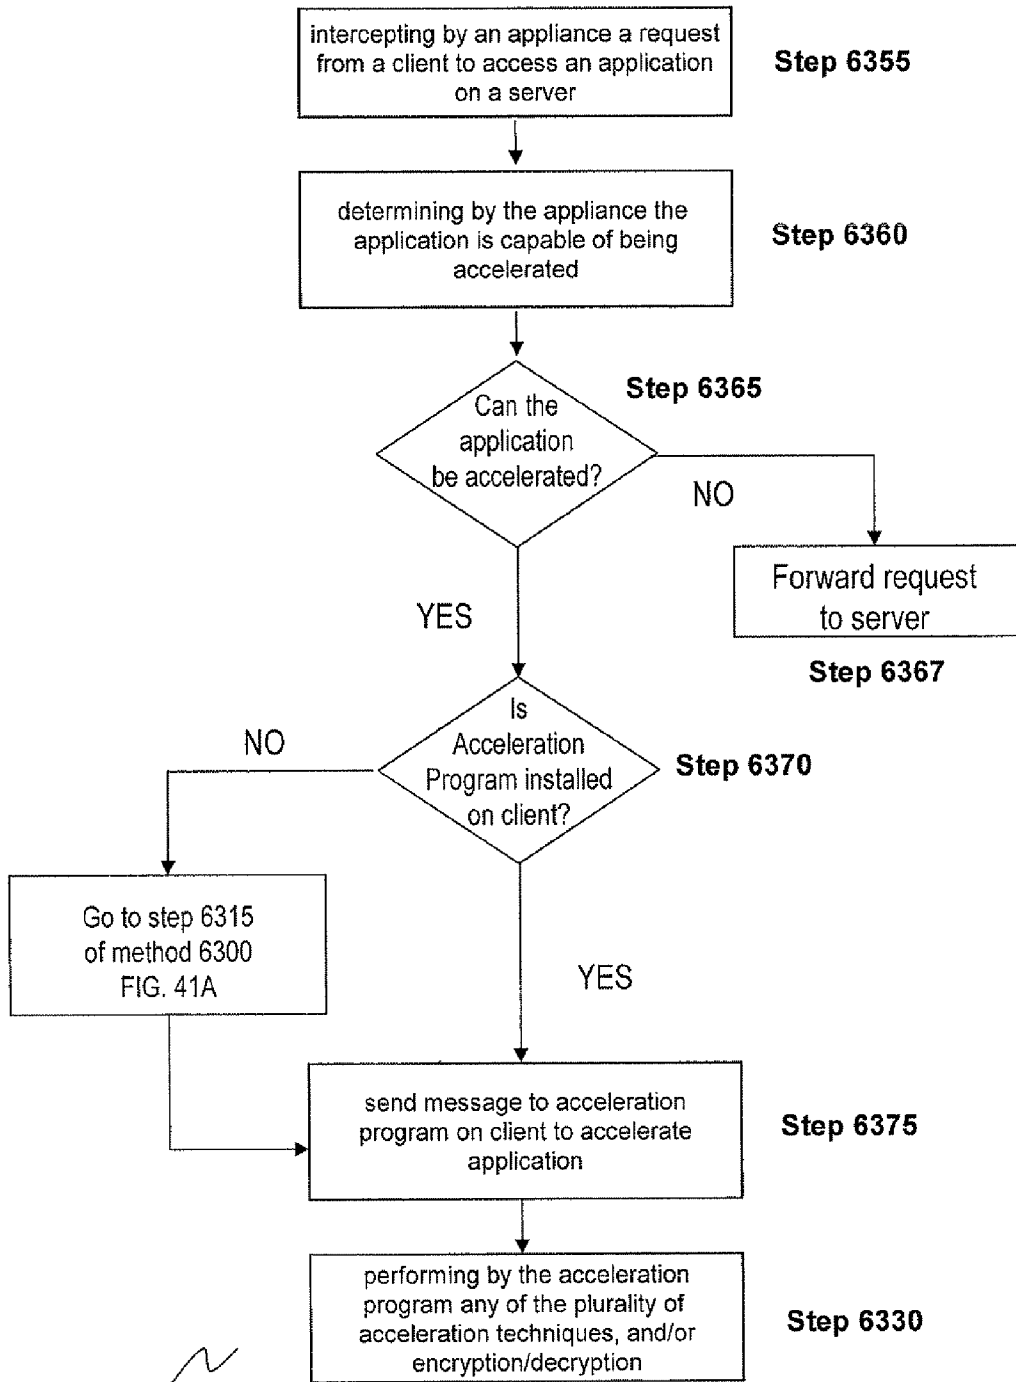 intercepting by an appliance a request
from a client to access an application
on a server
Step 6355
determining by the appliance the
application is capable of being
accelerated
Step 6360
Step 6365
Can the
application
be accelerated?
NO
Forward request
to server
Step 6367
YES
Is
Acceleration
Program installed
on client?
Step 6370
NO
Go to step 6315
of method 6300
FIG. 41A
YES
send message to acceleration
program on client to accelerate
application
Step 6375
performing by the acceleration
program any of the plurality of
acceleration techniques, and/or
encryption/decryption
Step 6330